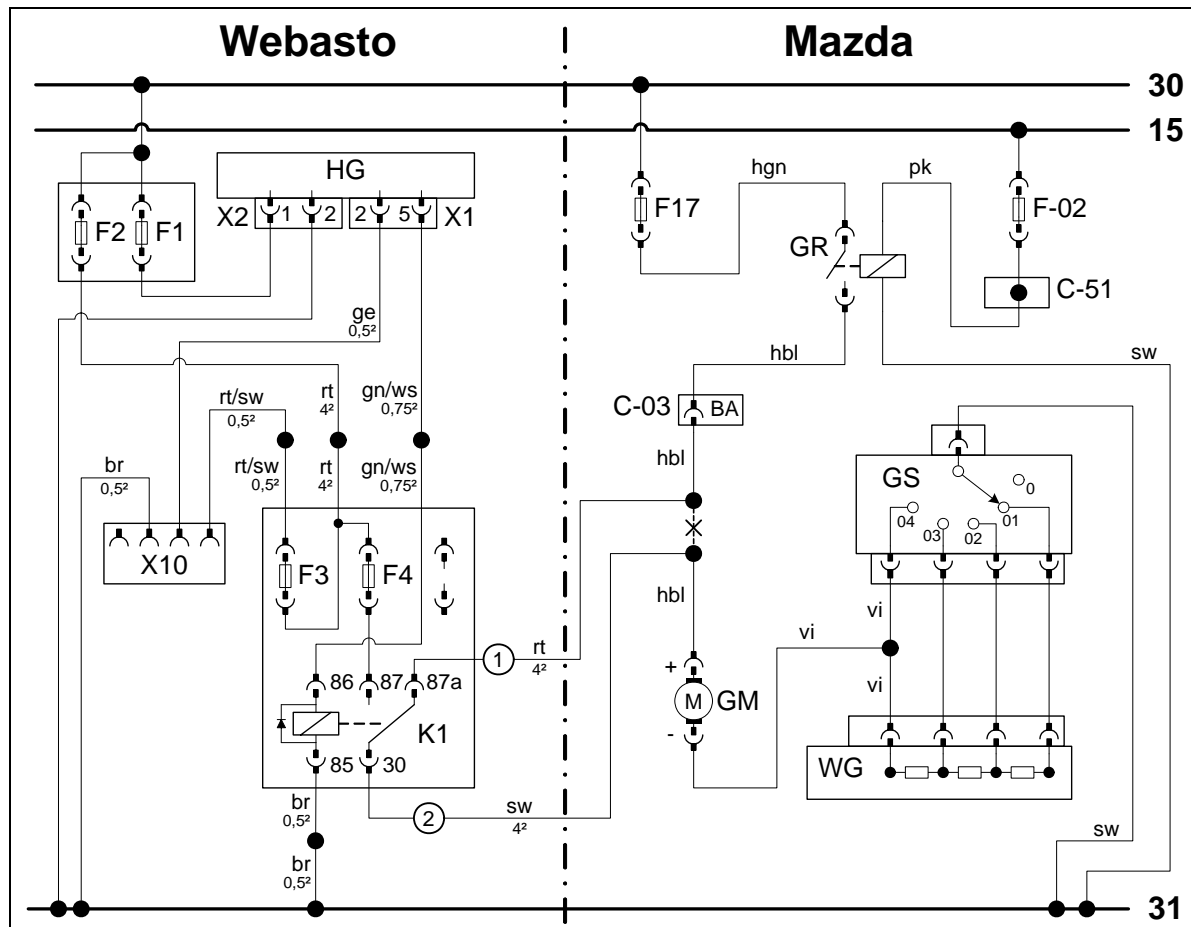 Webasto Mazda
30
15
HG
hgn pk
X2 1 2 2 5 X1
F2 F1
F17
F-02
GR
C-51
ge
0,5²
hbl
sw
rt/sw
0,5²
rt
4²
gn/ws
0,75²
C-03 BA
br
0,5²
rt/sw
0,5²
rt
4²
gn/ws
0,75²
hbl
GS
0
04 03 02 01
X10
F3 F4
hbl
vi
1 rt
4²
vi
86 87 87a
+
M GM
-
vi
K1
85 30
WG
br
0,5²
2 sw
4²
sw
br
0,5²
31